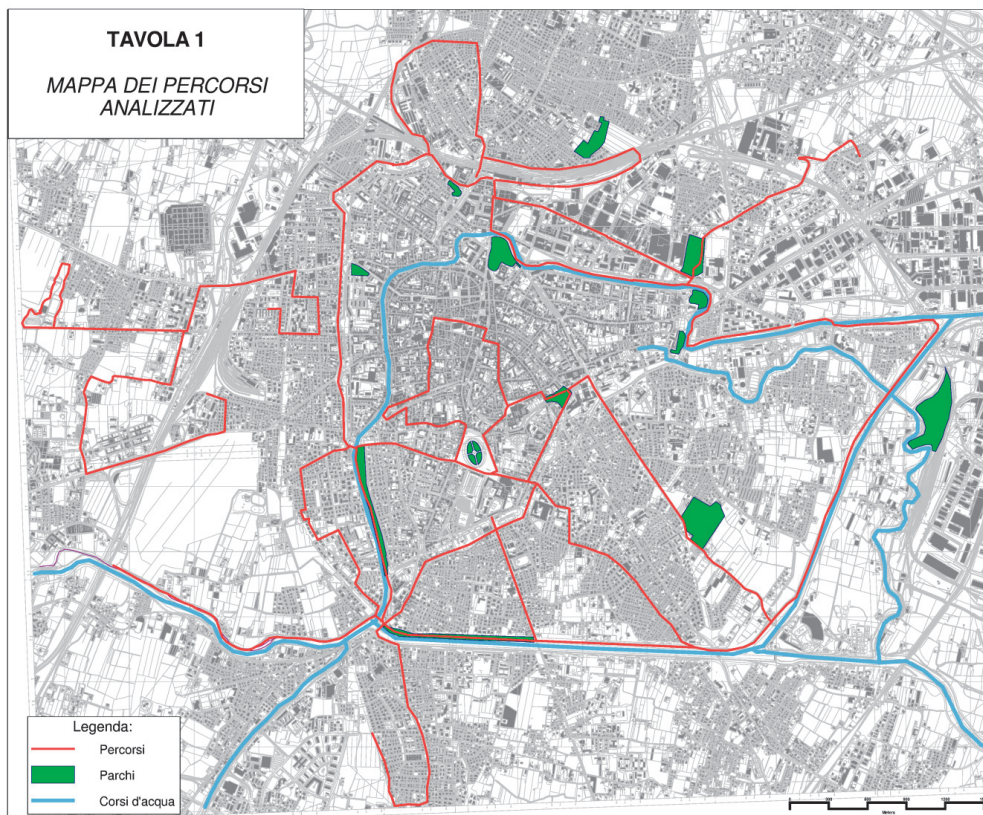 TAVOLA 1
MAPPA DEI PERCORSI
ANALIZZATI
Legenda:
Percorsi
Parchi
Corsi d'acqua